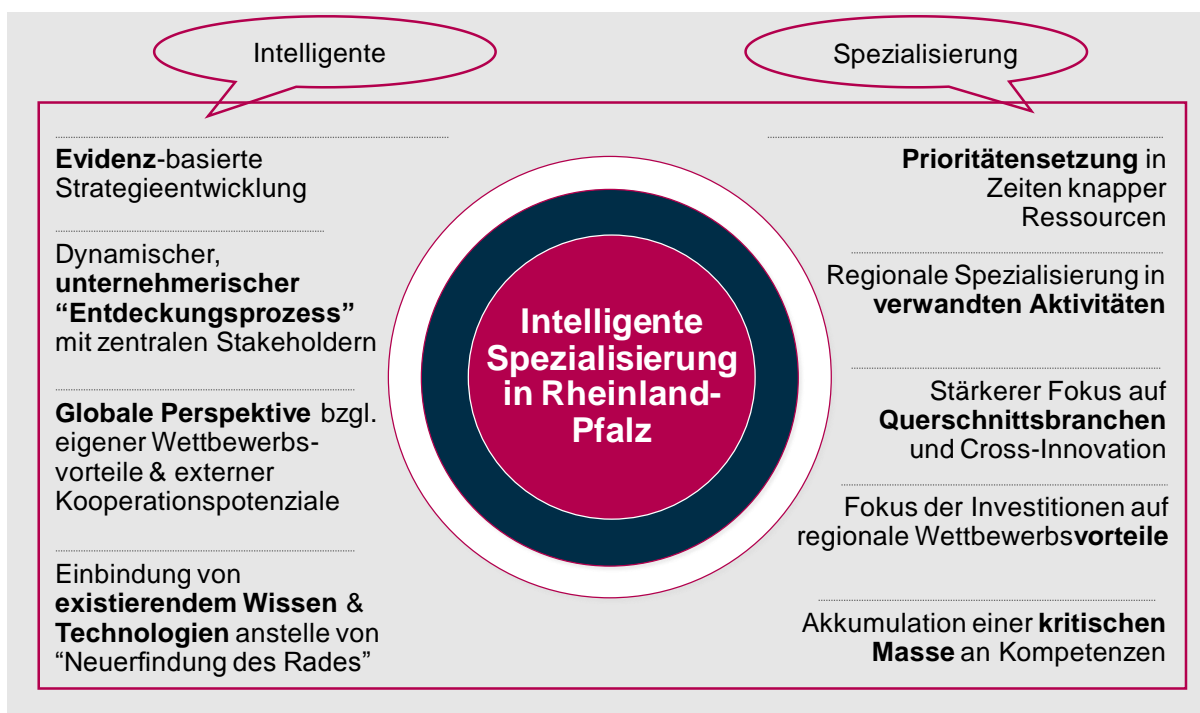 Intelligente
Spezialisierung
Evidenz-basierte
Strategieentwicklung
Dynamischer,
unternehmerischer
“Entdeckungsprozess”
mit zentralen Stakeholdern
Globale Perspektive bzgl.
eigener Wettbewerbs-
vorteile & externer
Kooperationspotenziale
Einbindung von
existierendem Wissen &
Technologien anstelle von
“Neuerfindung des Rades”
Intelligente
Spezialisierung
in Rheinland-
Pfalz
Prioritätensetzung in
Zeiten knapper
Ressourcen
Regionale Spezialisierung in
verwandten Aktivitäten
Stärkerer Fokus auf
Querschnittsbranchen
und Cross-Innovation
Fokus der Investitionen auf
regionale Wettbewerbsvorteile
Akkumulation einer kritischen
Masse an Kompetenzen